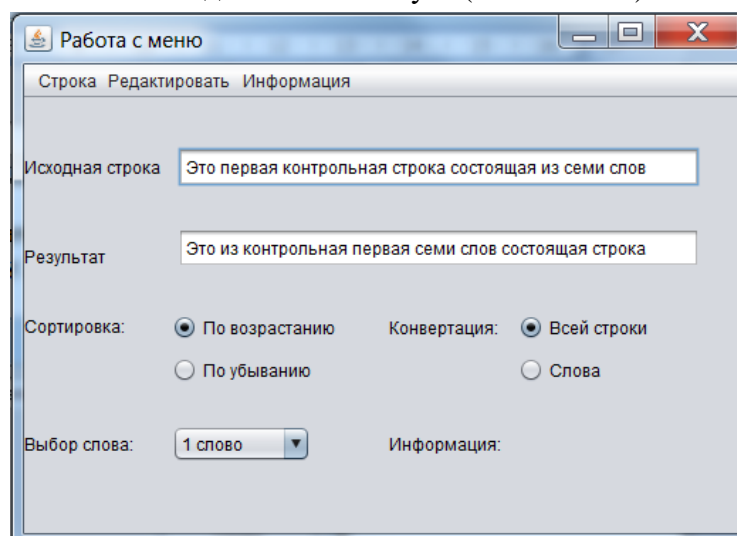 Работа с меню
Строка Редактировать Информация
Исходная строка Это первая контрольная строка состоящая из семи слов
Результат Это из контрольная первая семи слов состоящая строка
Сортировка: По возрастанию Конвертация: Всей строки
По убыванию Слова
Выбор слова: 1 слово Информация: